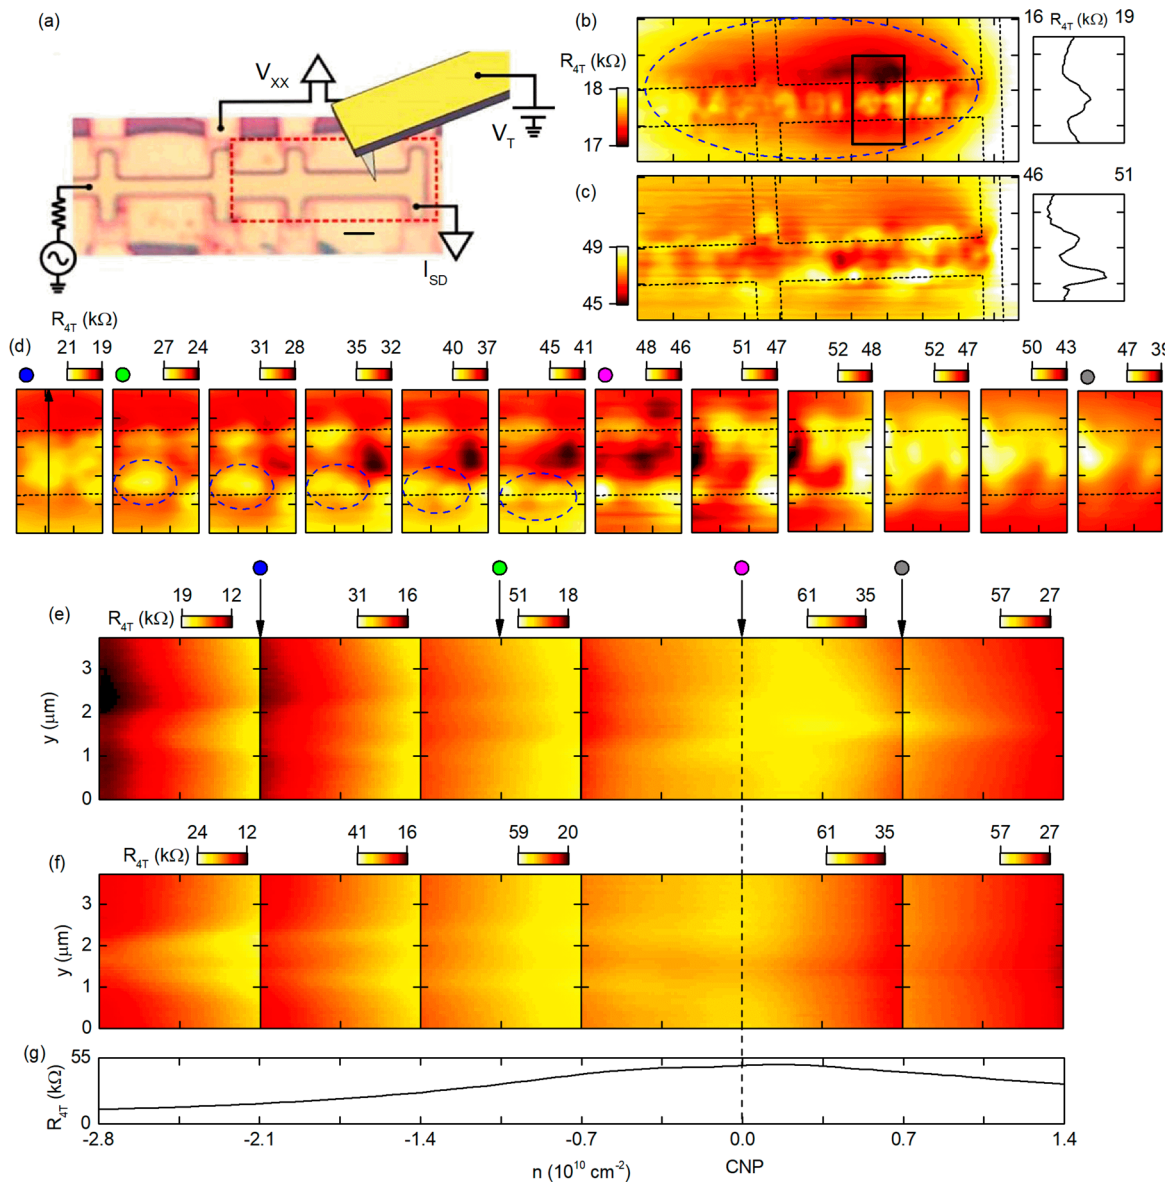 (a)
V_XX
V_T
I_SD
(b)
R_4T (kΩ)
18
17
16 R_4T (kΩ) 19
(c)
49
45
46 51
(d)
R_4T (kΩ)
21 19 27 24 31 28 35 32 40 37 45 41 48 46 51 47 52 48 52 47 50 43 47 39
(e)
R_4T (kΩ)
19 12 31 16 51 18 61 35 57 27
y (μm)
3
2
1
0
(f)
R_4T (kΩ)
24 12 41 16 59 20 61 35 57 27
y (μm)
3
2
1
0
(g)
R_4T (kΩ)
55
0
-2.8 -2.1 -1.4 -0.7 0.0 0.7 1.4
n (10^10 cm^-2)
CNP